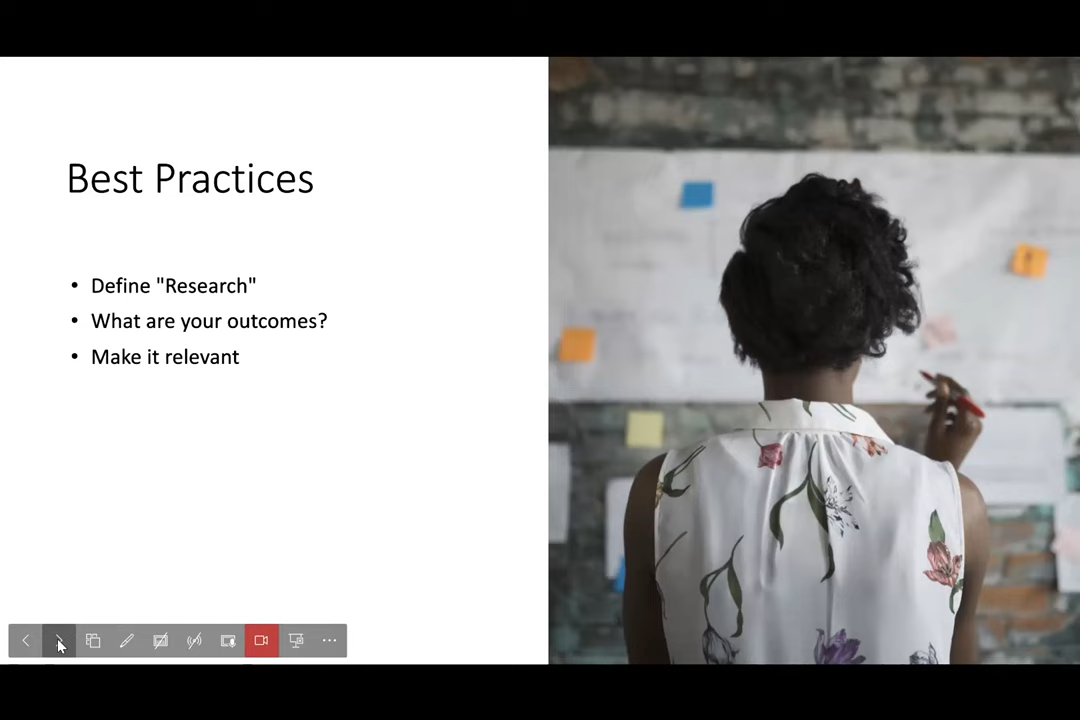 Best Practices
• Define "Research"
• What are your outcomes?
• Make it relevant